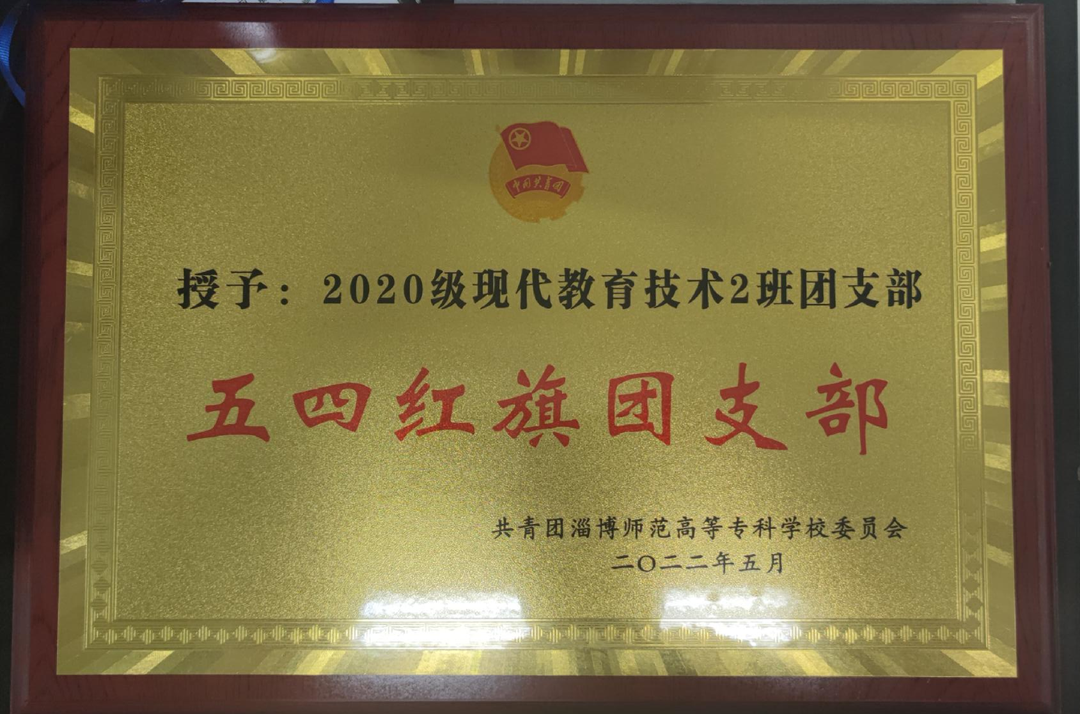 中国共青团
授予：2020级现代教育技术2班团支部
五四红旗团支部
共青团淄博师范高等专科学校委员会
二〇二二年五月